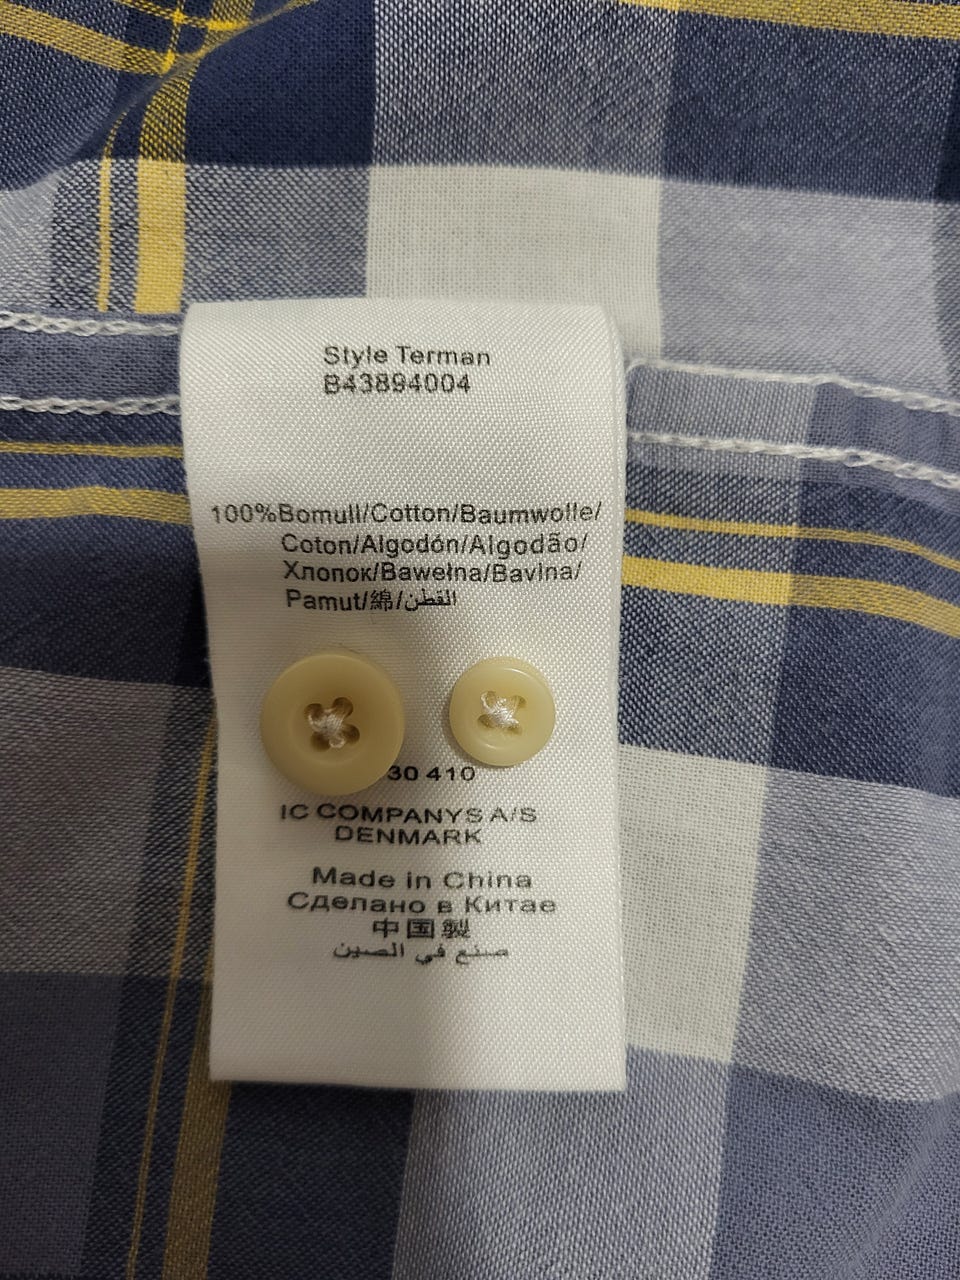 Style Terman
B43894004
100%Bomull/Cotton/Baumwolle/
Coton/Algodón/Algodão/
Хлопок/Bawełna/Bavlna/
Pamut/綿/القطن
30 410
IC COMPANYS A/S
DENMARK
Made in China
Сделано в Китае
中国製
صنع في الصين